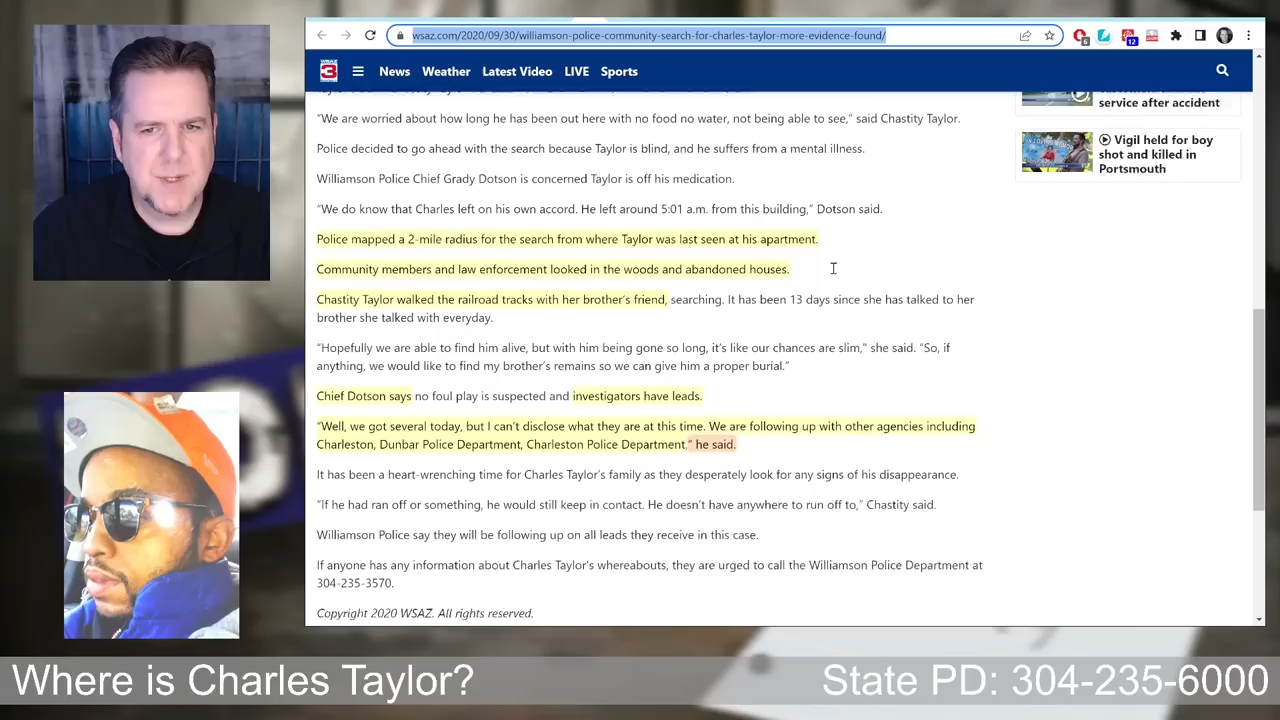 wsaz.com/2020/09/30/williamson-police-community-search-for-charles-taylor-more-evidence-found/
6
12
WSAZ
3
News
Weather
Latest Video
LIVE
Sports
“We are worried about how long he has been out here with no food no water, not being able to see,” said Chastity Taylor.
Police decided to go ahead with the search because Taylor is blind, and he suffers from a mental illness.
Williamson Police Chief Grady Dotson is concerned Taylor is off his medication.
“We do know that Charles left on his own accord. He left around 5:01 a.m. from this building,” Dotson said.
Police mapped a 2-mile radius for the search from where Taylor was last seen at his apartment.
Community members and law enforcement looked in the woods and abandoned houses.
Chastity Taylor walked the railroad tracks with her brother’s friend, searching. It has been 13 days since she has talked to her
brother she talked with everyday.
“Hopefully we are able to find him alive, but with him being gone so long, it’s like our chances are slim,” she said. “So, if
anything, we would like to find my brother’s remains so we can give him a proper burial.”
Chief Dotson says no foul play is suspected and investigators have leads.
“Well, we got several today, but I can’t disclose what they are at this time. We are following up with other agencies including
Charleston, Dunbar Police Department, Charleston Police Department,” he said.
It has been a heart-wrenching time for Charles Taylor’s family as they desperately look for any signs of his disappearance.
“If he had ran off or something, he would still keep in contact. He doesn’t have anywhere to run off to,” Chastity said.
Williamson Police say they will be following up on all leads they receive in this case.
If anyone has any information about Charles Taylor’s whereabouts, they are urged to call the Williamson Police Department at
304-235-3570.
Copyright 2020 WSAZ. All rights reserved.
service after accident
Vigil held for boy
shot and killed in
Portsmouth
Where is Charles Taylor?
State PD: 304-235-6000